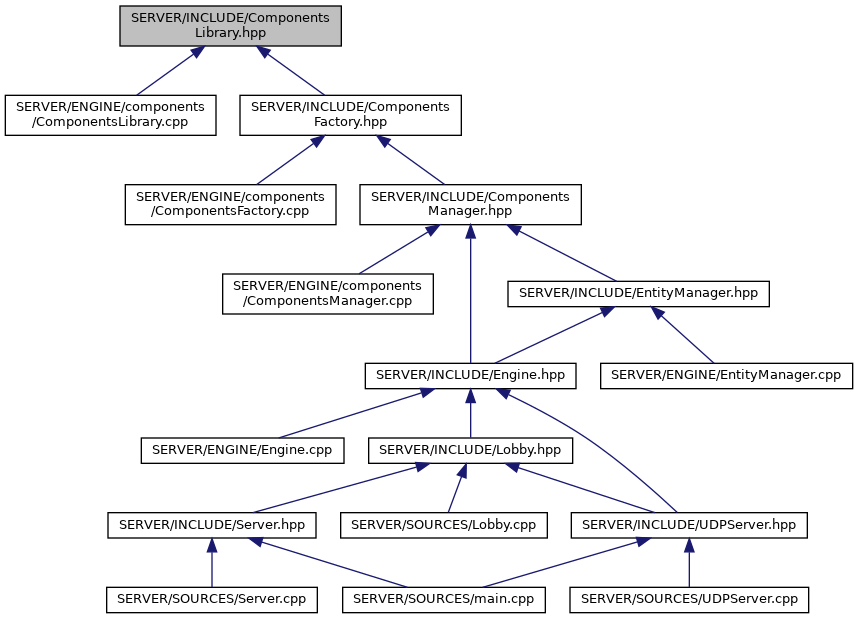 SERVER/INCLUDE/Components
Library.hpp
SERVER/ENGINE/components
/ComponentsLibrary.cpp
SERVER/INCLUDE/Components
Factory.hpp
SERVER/ENGINE/components
/ComponentsFactory.cpp
SERVER/INCLUDE/Components
Manager.hpp
SERVER/ENGINE/components
/ComponentsManager.cpp
SERVER/INCLUDE/EntityManager.hpp
SERVER/INCLUDE/Engine.hpp
SERVER/ENGINE/EntityManager.cpp
SERVER/ENGINE/Engine.cpp
SERVER/INCLUDE/Lobby.hpp
SERVER/INCLUDE/Server.hpp
SERVER/SOURCES/Lobby.cpp
SERVER/INCLUDE/UDPServer.hpp
SERVER/SOURCES/Server.cpp
SERVER/SOURCES/main.cpp
SERVER/SOURCES/UDPServer.cpp